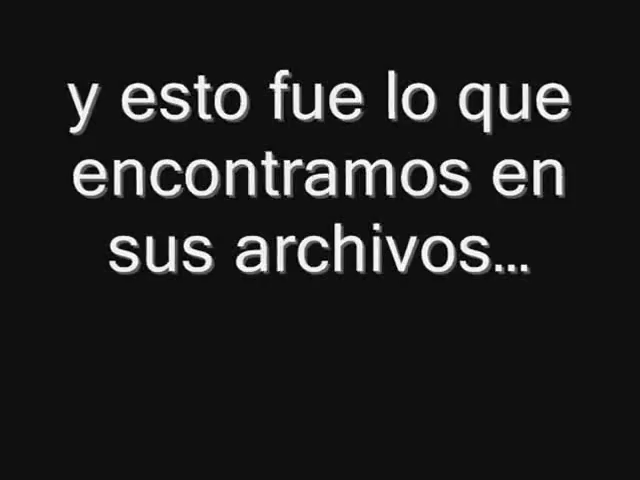 y esto fue lo que
encontramos en
sus archivos...